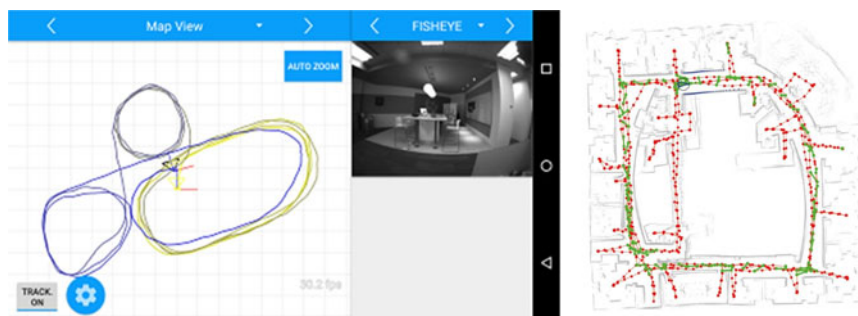 Map View
FISHEYE
AUTO ZOOM
30.2 fps
TRACK.
ON